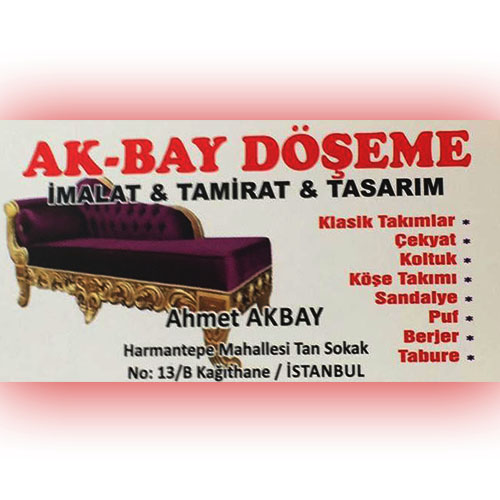 AK-BAY DÖŞEME
İMALAT & TAMİRAT & TASARIM
Klasik Takımlar *
Çekyat *
Koltuk *
Köşe Takımı *
Sandalye *
Puf *
Berjer *
Tabure *
Ahmet AKBAY
Harmantepe Mahallesi Tan Sokak
No: 13/B Kağıthane / İSTANBUL